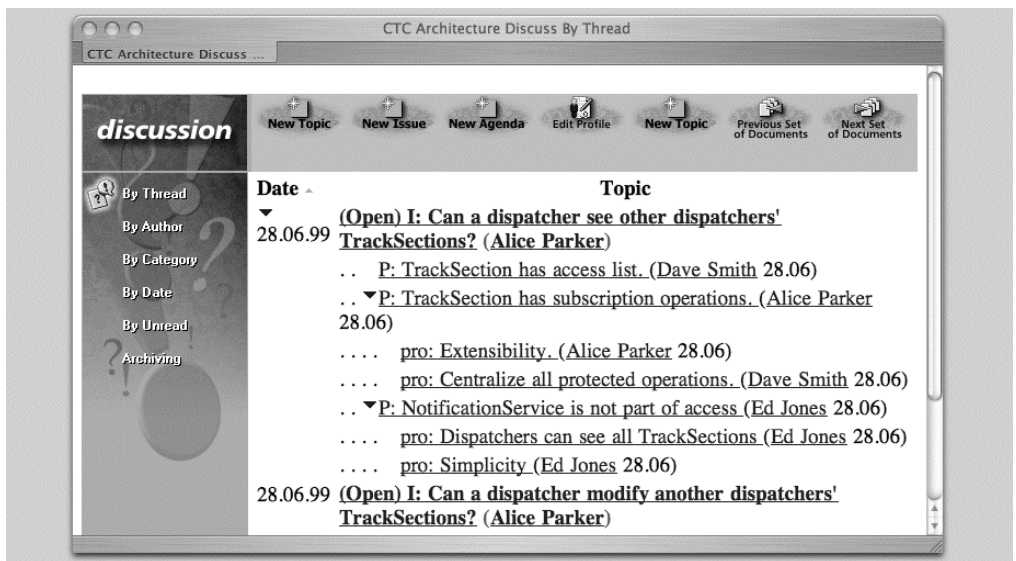 CTC Architecture Discuss By Thread
CTC Architecture Discuss ...
discussion
New Topic
New Issue
New Agenda
Edit Profile
New Topic
Previous Set
of Documents
Next Set
of Documents
By Thread
By Author
By Category
By Date
By Unread
Archiving
Date Topic
28.06.99 (Open) I: Can a dispatcher see other dispatchers'
TrackSections? (Alice Parker)
. . P: TrackSection has access list. (Dave Smith 28.06)
. . P: TrackSection has subscription operations. (Alice Parker
28.06)
. . . . pro: Extensibility. (Alice Parker 28.06)
. . . . pro: Centralize all protected operations. (Dave Smith 28.06)
. . P: NotificationService is not part of access (Ed Jones 28.06)
. . . . pro: Dispatchers can see all TrackSections (Ed Jones 28.06)
. . . . pro: Simplicity (Ed Jones 28.06)
28.06.99 (Open) I: Can a dispatcher modify another dispatchers'
TrackSections? (Alice Parker)